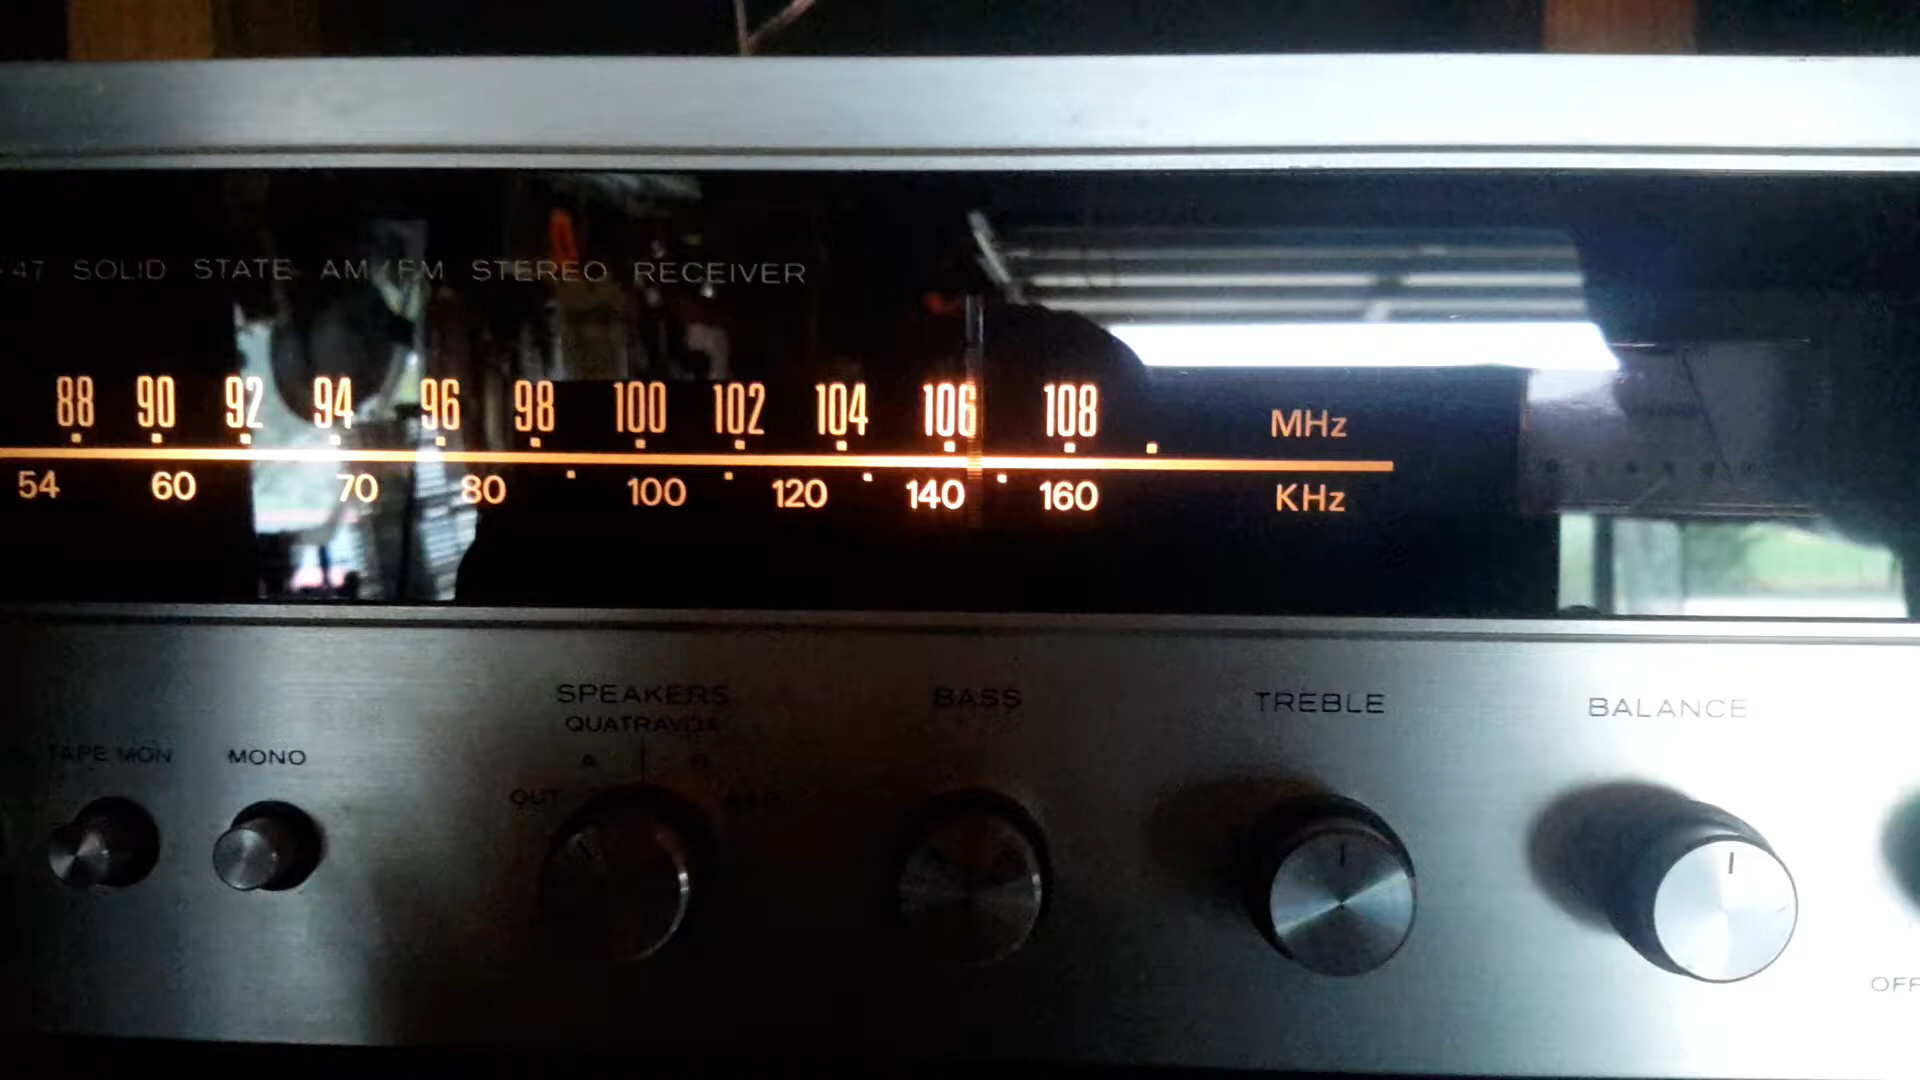 47 SOLID STATE AM/FM STEREO RECEIVER
88 90 92 94 96 98 100 102 104 106 108 MHz
54 60 70 80 100 120 140 160 KHz
SPEAKERS BASS TREBLE BALANCE
QUATRAVOX
TAPE MON MONO
A B
OUT A+B
OFF